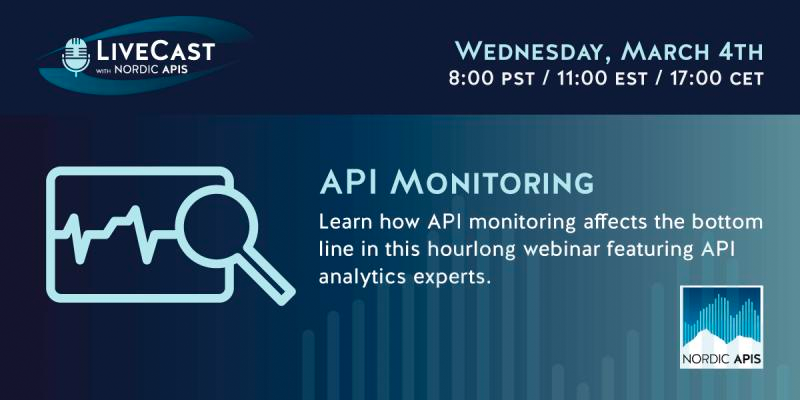 LIVECAST
WITH NORDIC APIS
WEDNESDAY, MARCH 4TH
8:00 PST / 11:00 EST / 17:00 CET
API MONITORING
Learn how API monitoring affects the bottom
line in this hourlong webinar featuring API
analytics experts.
NORDIC APIS